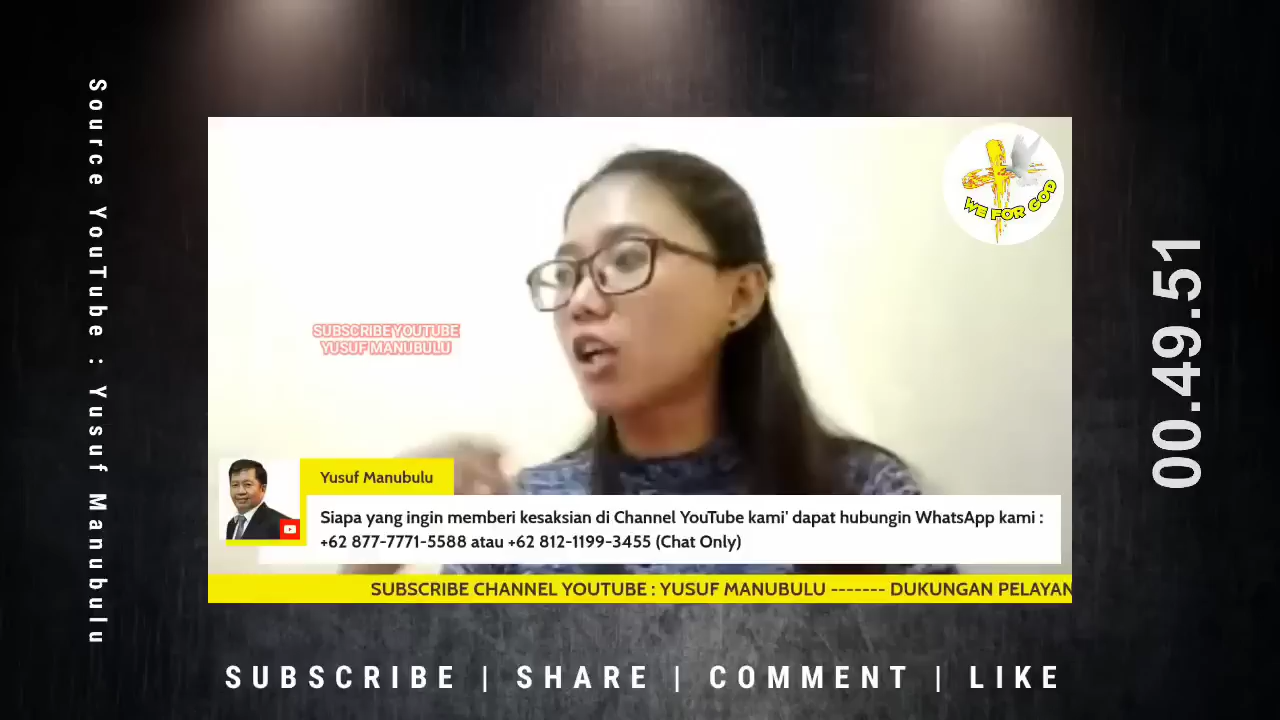 Source YouTube : Yusuf Manubulu
WE FOR GOD
SUBSCRIBE YOUTUBE
YUSUF MANUBULU
00.49.51
Yusuf Manubulu
Siapa yang ingin memberi kesaksian di Channel YouTube kami' dapat hubungin WhatsApp kami :
+62 877-7771-5588 atau +62 812-1199-3455 (Chat Only)
SUBSCRIBE CHANNEL YOUTUBE : YUSUF MANUBULU ------- DUKUNGAN PELAYAN
SUBSCRIBE | SHARE | COMMENT | LIKE